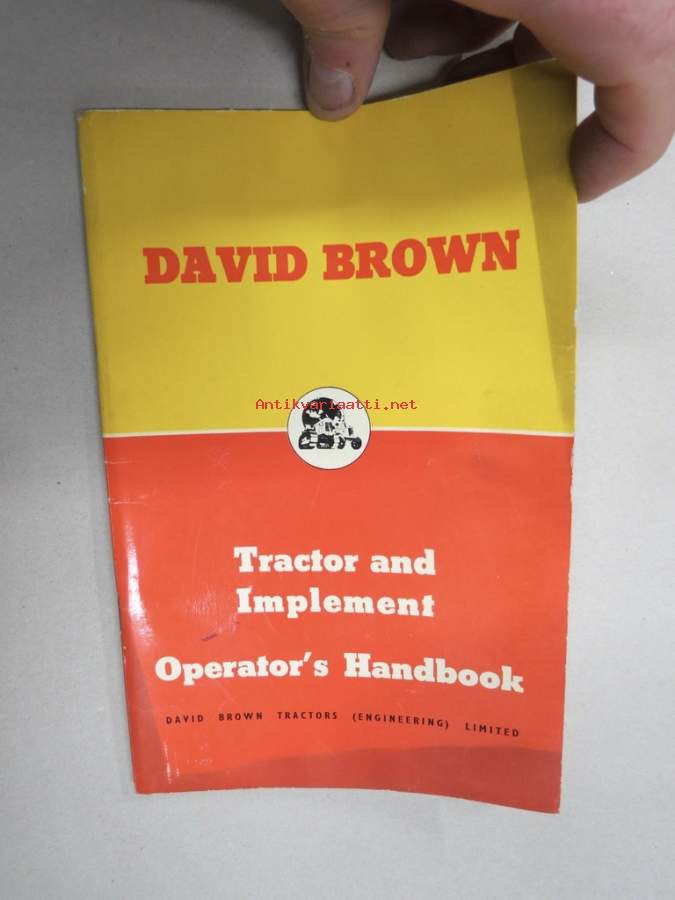 DAVID BROWN
Antikvariaatti.net
Tractor and
Implement
Operator's Handbook
DAVID BROWN TRACTORS (ENGINEERING) LIMITED